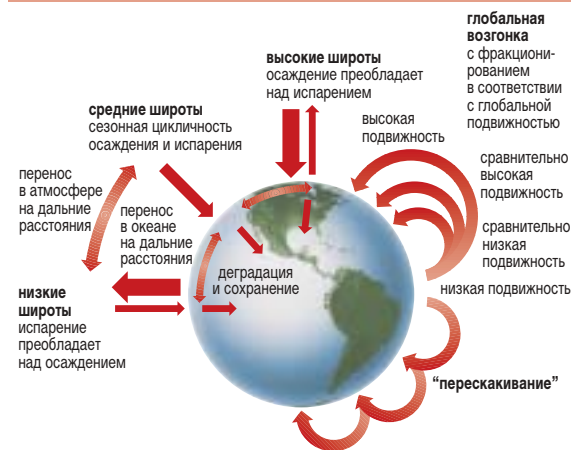 глобальная
возгонка
с фракциони-
рованием
в соответствии
с глобальной
подвижностью
высокие широты
осаждение преобладает
над испарением
средние широты
сезонная цикличность
осаждения и испарения
высокая
подвижность
сравнительно
высокая
подвижность
перенос
в атмосфере
на дальние
расстояния
перенос
в океане
на дальние
расстояния
сравнительно
низкая
подвижность
деградация
и сохранение
низкая подвижность
низкие
широты
испарение
преобладает
над осаждением
“перескакивание”